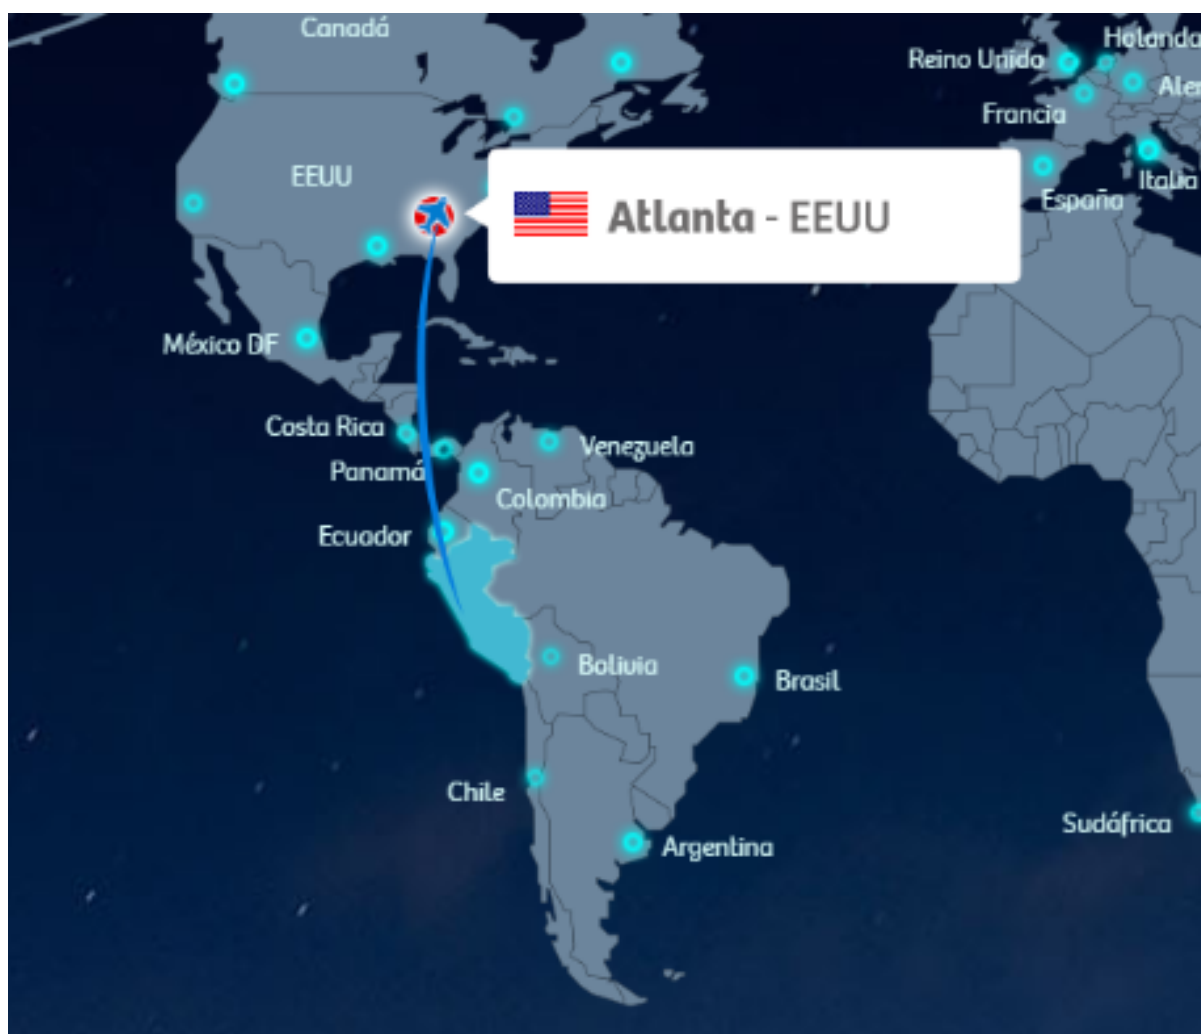 Canadá
Holanda
Reino Unido
Francia
EEUU
Italia
España
Atlanta - EEUU
México DF
Costa Rica
Venezuela
Panamá
Colombia
Ecuador
Bolivia
Brasil
Chile
Sudáfrica
Argentina